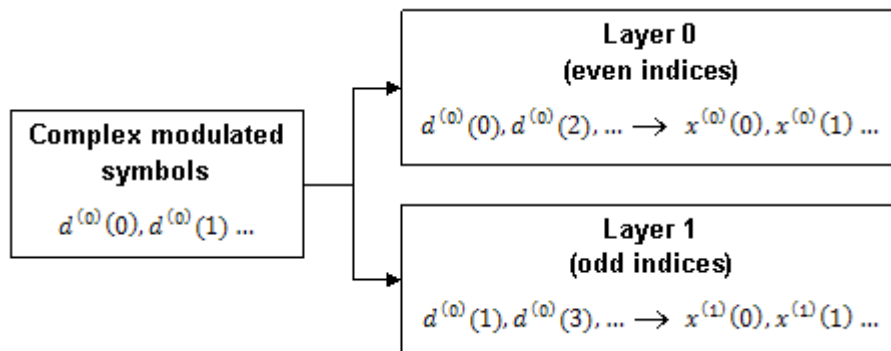 Complex modulated
symbols
d⁽⁰⁾(0), d⁽⁰⁾(1) ...
Layer 0
(even indices)
d⁽⁰⁾(0), d⁽⁰⁾(2), ... → x⁽⁰⁾(0), x⁽⁰⁾(1) ...
Layer 1
(odd indices)
d⁽⁰⁾(1), d⁽⁰⁾(3), ... → x⁽¹⁾(0), x⁽¹⁾(1) ...